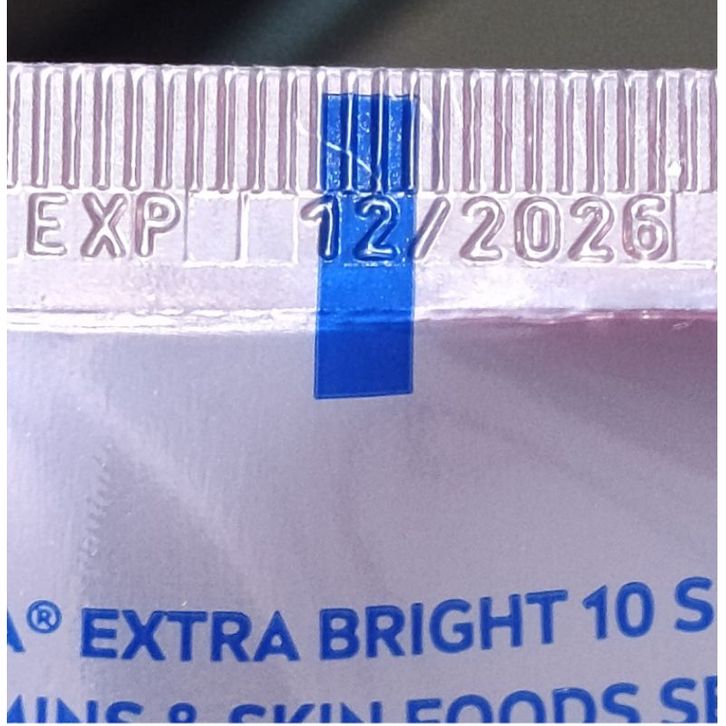 EXP 12/2026
® EXTRA BRIGHT 10 S
& SKIN FOODS